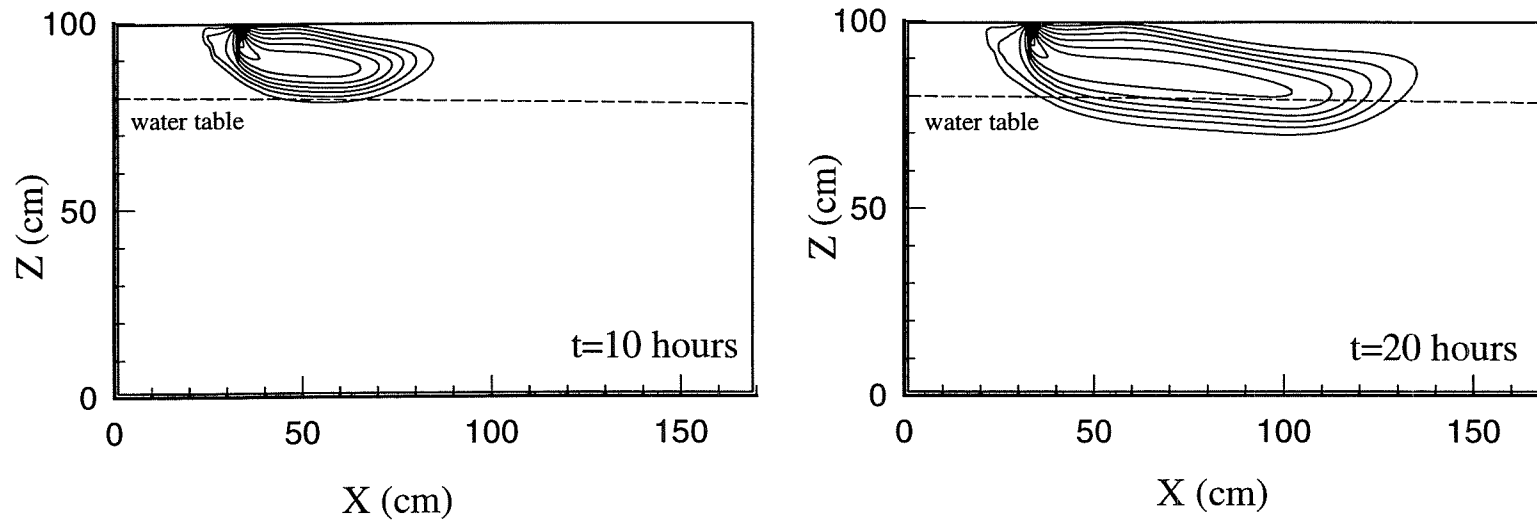 100
50
0
Z (cm)
water table
t=10 hours
0 50 100 150
X (cm)
100
50
0
Z (cm)
water table
t=20 hours
0 50 100 150
X (cm)